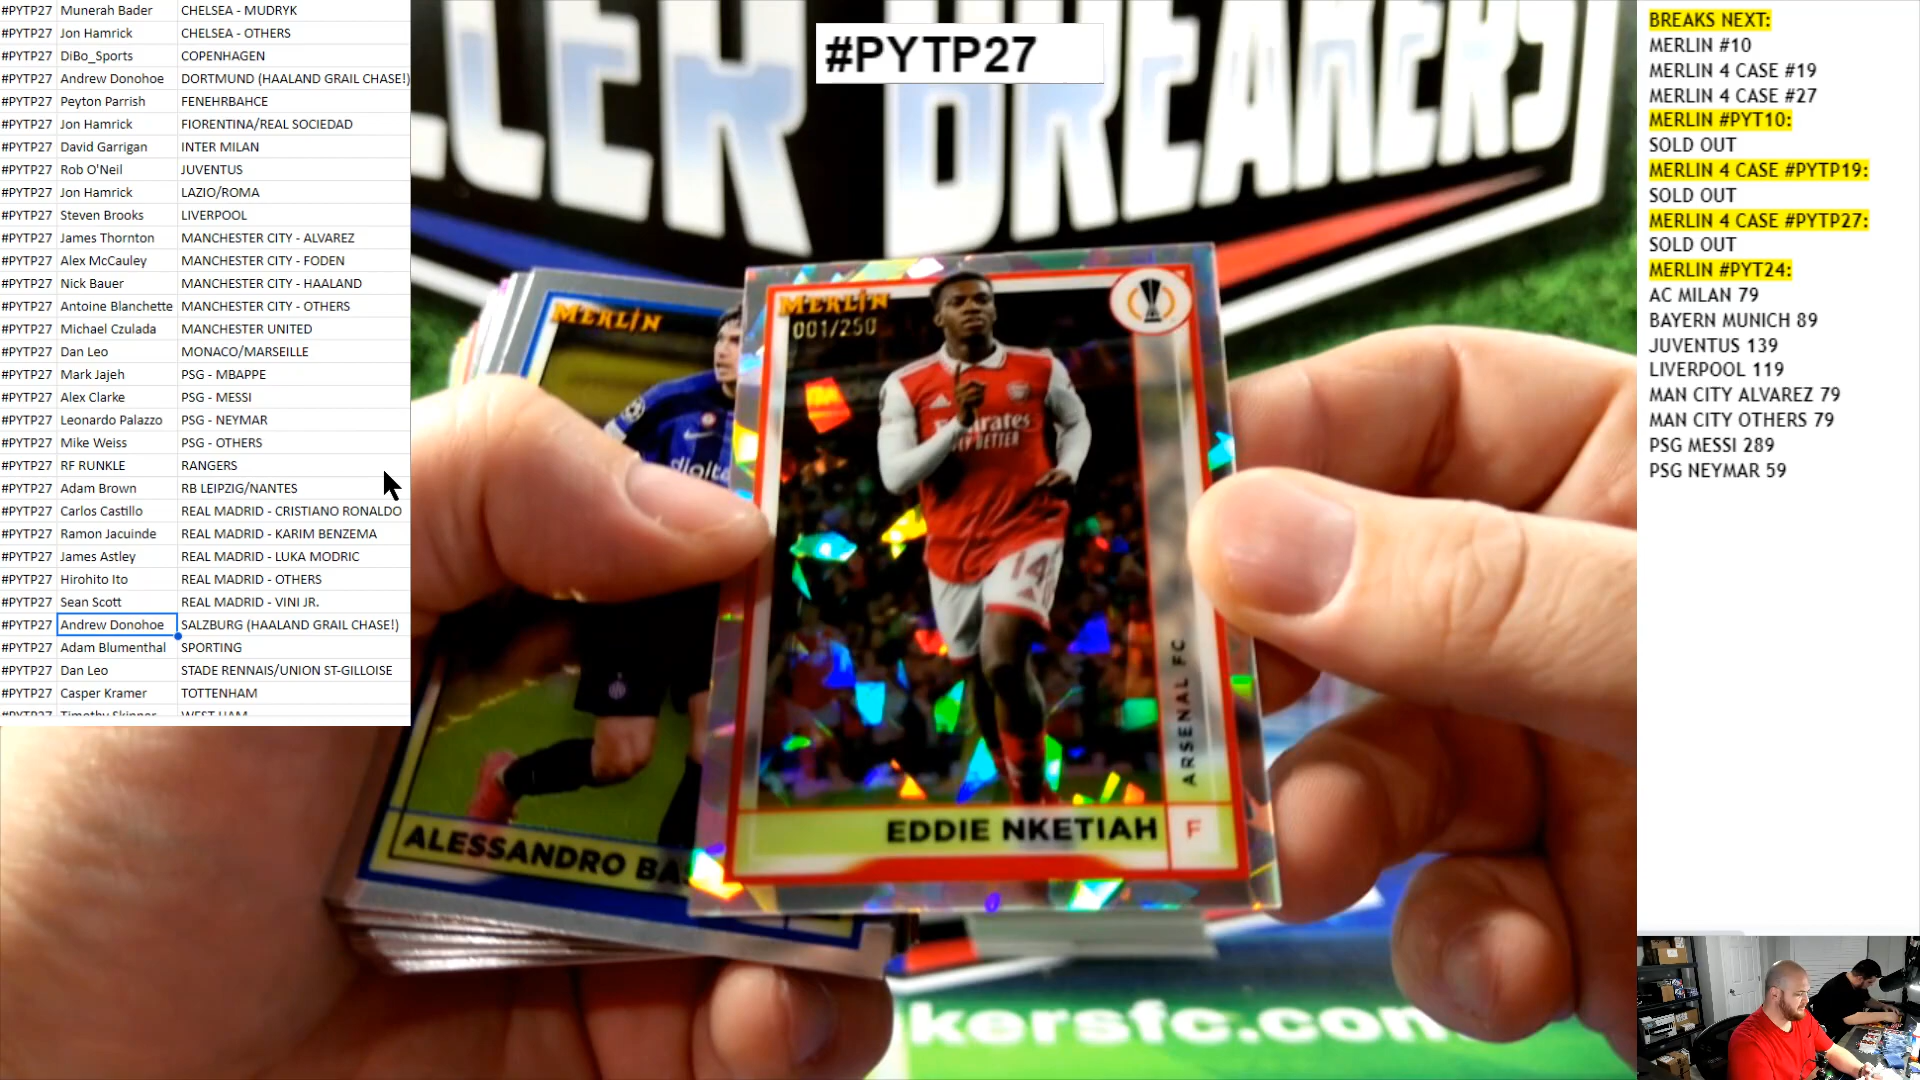 #PYTP27 Munerah Bader CHELSEA - MUDRYK
#PYTP27 Jon Hamrick CHELSEA - OTHERS
#PYTP27 DiBo_Sports COPENHAGEN
#PYTP27 Andrew Donohoe DORTMUND (HAALAND GRAIL CHASE!)
#PYTP27 Peyton Parrish FENEHRBAHCE
#PYTP27 Jon Hamrick FIORENTINA/REAL SOCIEDAD
#PYTP27 David Garrigan INTER MILAN
#PYTP27 Rob O'Neil JUVENTUS
#PYTP27 Jon Hamrick LAZIO/ROMA
#PYTP27 Steven Brooks LIVERPOOL
#PYTP27 James Thornton MANCHESTER CITY - ALVAREZ
#PYTP27 Alex McCauley MANCHESTER CITY - FODEN
#PYTP27 Nick Bauer MANCHESTER CITY - HAALAND
#PYTP27 Antoine Blanchette MANCHESTER CITY - OTHERS
#PYTP27 Michael Czulada MANCHESTER UNITED
#PYTP27 Dan Leo MONACO/MARSEILLE
#PYTP27 Mark Jajeh PSG - MBAPPE
#PYTP27 Alex Clarke PSG - MESSI
#PYTP27 Leonardo Palazzo PSG - NEYMAR
#PYTP27 Mike Weiss PSG - OTHERS
#PYTP27 RF RUNKLE RANGERS
#PYTP27 Adam Brown RB LEIPZIG/NANTES
#PYTP27 Carlos Castillo REAL MADRID - CRISTIANO RONALDO
#PYTP27 Ramon Jacuinde REAL MADRID - KARIM BENZEMA
#PYTP27 James Astley REAL MADRID - LUKA MODRIC
#PYTP27 Hirohito Ito REAL MADRID - OTHERS
#PYTP27 Sean Scott REAL MADRID - VINI JR.
#PYTP27 Andrew Donohoe SALZBURG (HAALAND GRAIL CHASE!)
#PYTP27 Adam Blumenthal SPORTING
#PYTP27 Dan Leo STADE RENNAIS/UNION ST-GILLOISE
#PYTP27 Casper Kramer TOTTENHAM
#PYTP27 Timothy Skinner WEST HAM
#PYTP27
BREAKERS
MERLIN
ALESSANDRO
MERLIN
001/250
Emirates
FLY BETTER
14
ARSENAL FC
EDDIE NKETIAH F
kersfc.com
BREAKS NEXT:
MERLIN #10
MERLIN 4 CASE #19
MERLIN 4 CASE #27
MERLIN #PYT10:
SOLD OUT
MERLIN 4 CASE #PYTP19:
SOLD OUT
MERLIN 4 CASE #PYTP27:
SOLD OUT
MERLIN #PYT24:
AC MILAN 79
BAYERN MUNICH 89
JUVENTUS 139
LIVERPOOL 119
MAN CITY ALVAREZ 79
MAN CITY OTHERS 79
PSG MESSI 289
PSG NEYMAR 59